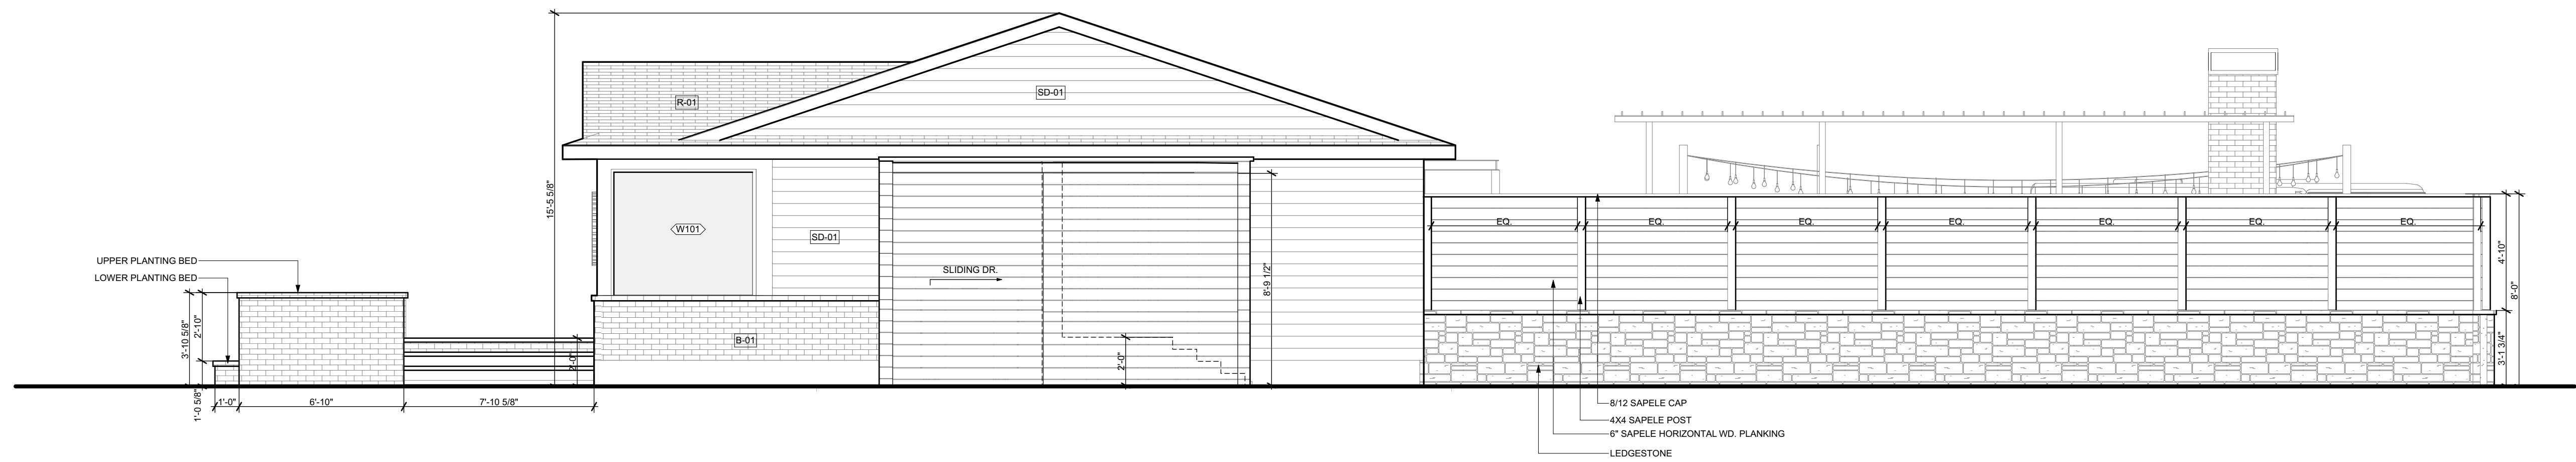 15'-5 5/8"
R-01
SD-01
W101
SD-01
SLIDING DR.
8'-9 1/2"
EQ.
EQ.
EQ.
EQ.
EQ.
EQ.
EQ.
4'-10"
8'-0"
UPPER PLANTING BED
LOWER PLANTING BED
3'-10 5/8"
2'-10"
1'-0 5/8"
B-01
2'-0"
2'-0"
3'-1 3/4"
1'-0"
6'-10"
7'-10 5/8"
8/12 SAPELE CAP
4X4 SAPELE POST
6" SAPELE HORIZONTAL WD. PLANKING
LEDGESTONE